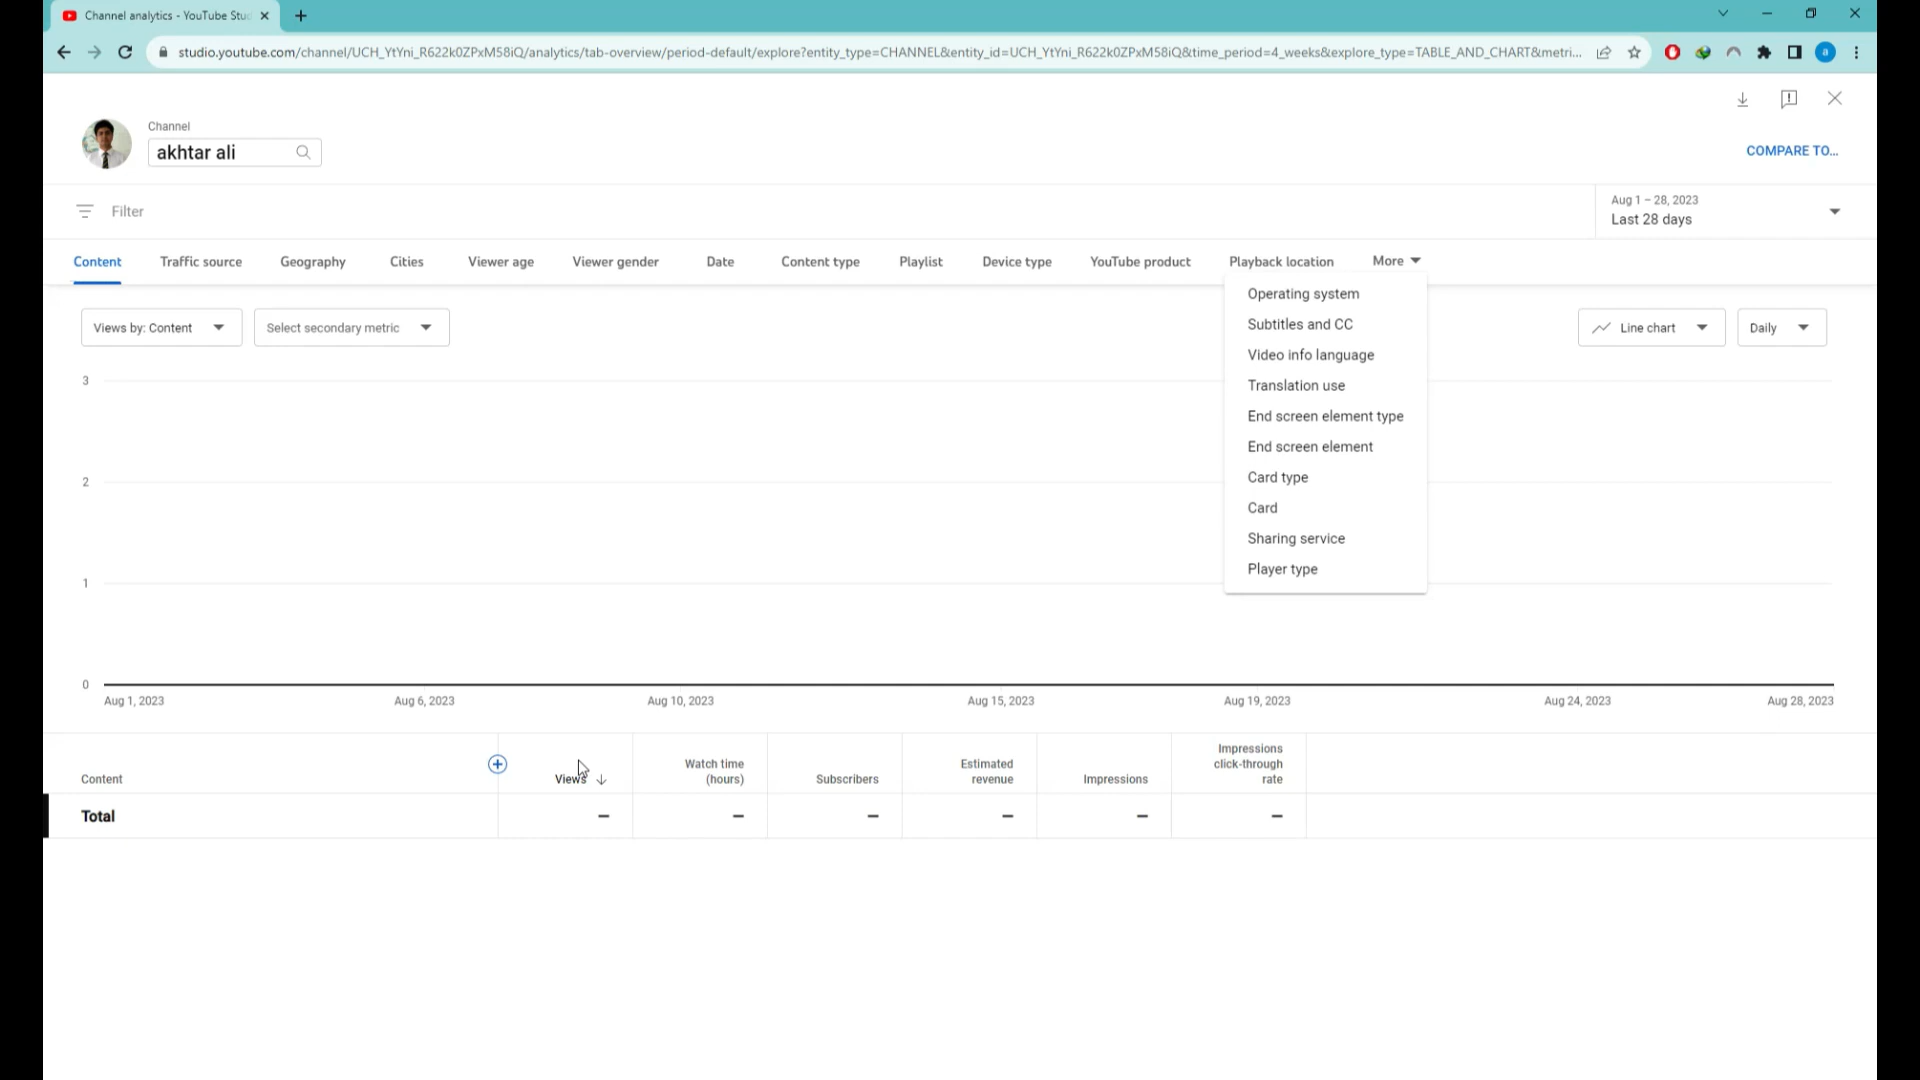 Channel analytics - YouTube Stu
studio.youtube.com/channel/UCH_YtYni_R622k0ZPxM58iQ/analytics/tab-overview/period-default/explore?entity_type=CHANNEL&entity_id=UCH_YtYni_R622k0ZPxM58iQ&time_period=4_weeks&explore_type=TABLE_AND_CHART&metri...
a
Channel
akhtar ali
COMPARE TO...
Filter
Aug 1 – 28, 2023
Last 28 days
Content Traffic source Geography Cities Viewer age Viewer gender Date Content type Playlist Device type YouTube product Playback location More
Operating system
Subtitles and CC
Video info language
Translation use
End screen element type
End screen element
Card type
Card
Sharing service
Player type
Views by: Content Select secondary metric Line chart Daily
3
2
1
0
Aug 1, 2023 Aug 6, 2023 Aug 10, 2023 Aug 15, 2023 Aug 19, 2023 Aug 24, 2023 Aug 28, 2023
Content
Views
Watch time
(hours)
Subscribers
Estimated
revenue
Impressions
Impressions
click-through
rate
Total — — — — — —